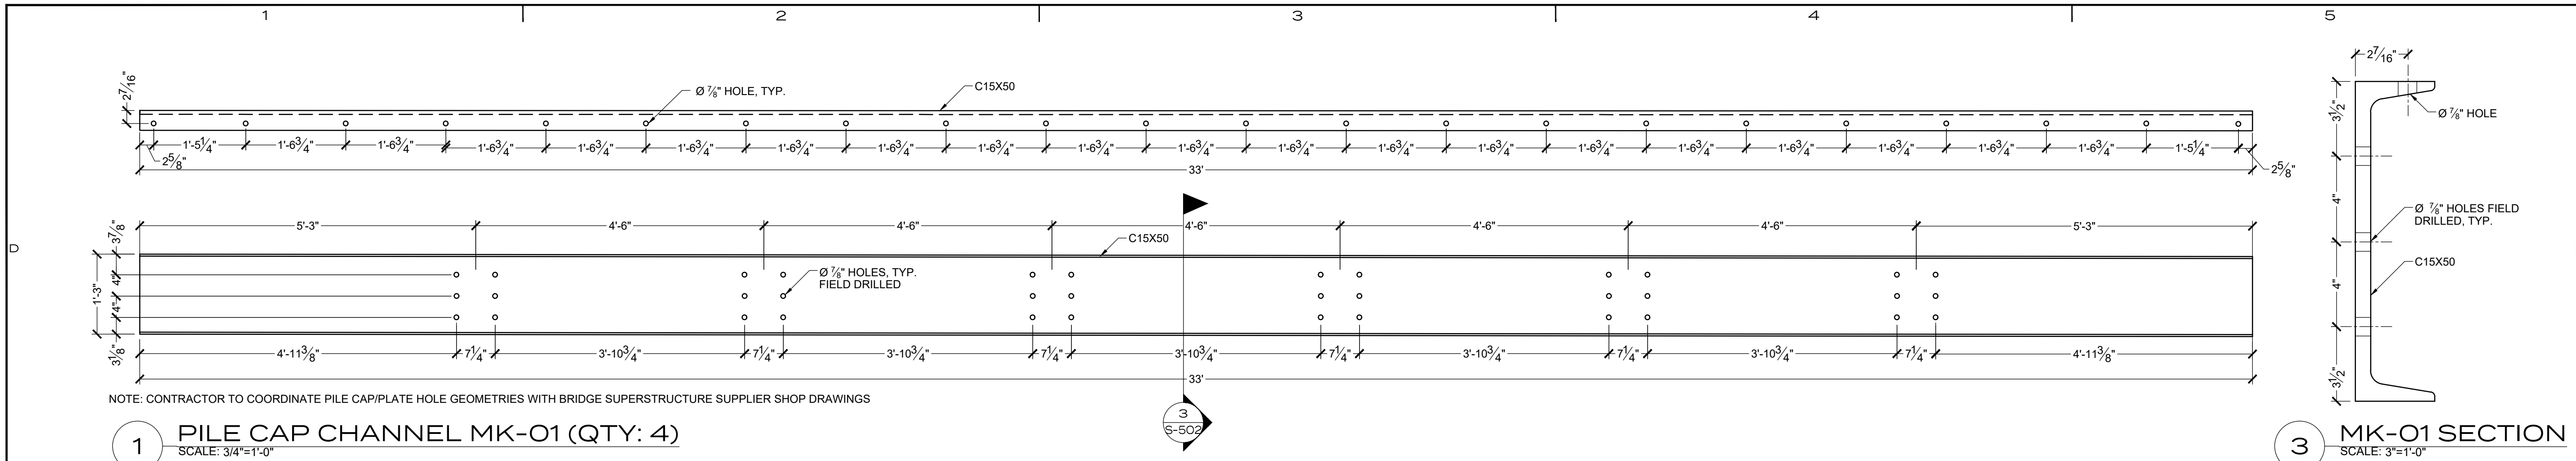 1 2 3 4 5
D
2 7/16"
Ø 7/8" HOLE, TYP.
C15X50
1'-5 1/4" 1'-6 3/4" 1'-6 3/4" 1'-6 3/4" 1'-6 3/4" 1'-6 3/4" 1'-6 3/4" 1'-6 3/4" 1'-6 3/4" 1'-6 3/4" 1'-6 3/4" 1'-6 3/4" 1'-6 3/4" 1'-6 3/4" 1'-6 3/4" 1'-6 3/4" 1'-6 3/4" 1'-6 3/4" 1'-6 3/4" 1'-6 3/4" 1'-5 1/4"
2 5/8"
2 5/8"
33'
5'-3" 4'-6" 4'-6" 4'-6" 4'-6" 4'-6" 5'-3"
C15X50
Ø 7/8" HOLES, TYP.
FIELD DRILLED
3 7/8"
4"
4"
3 1/8"
1'-3"
4'-11 3/8" 7 1/4" 3'-10 3/4" 7 1/4" 3'-10 3/4" 7 1/4" 3'-10 3/4" 7 1/4" 3'-10 3/4" 7 1/4" 3'-10 3/4" 7 1/4" 4'-11 3/8"
33'
NOTE: CONTRACTOR TO COORDINATE PILE CAP/PLATE HOLE GEOMETRIES WITH BRIDGE SUPERSTRUCTURE SUPPLIER SHOP DRAWINGS
3
S-502
1
PILE CAP CHANNEL MK-01 (QTY: 4)
SCALE: 3/4"=1'-0"
2 7/16"
3 1/2"
Ø 7/8" HOLE
4"
Ø 7/8" HOLES FIELD
DRILLED, TYP.
C15X50
4"
3 1/2"
3
MK-01 SECTION
SCALE: 3"=1'-0"